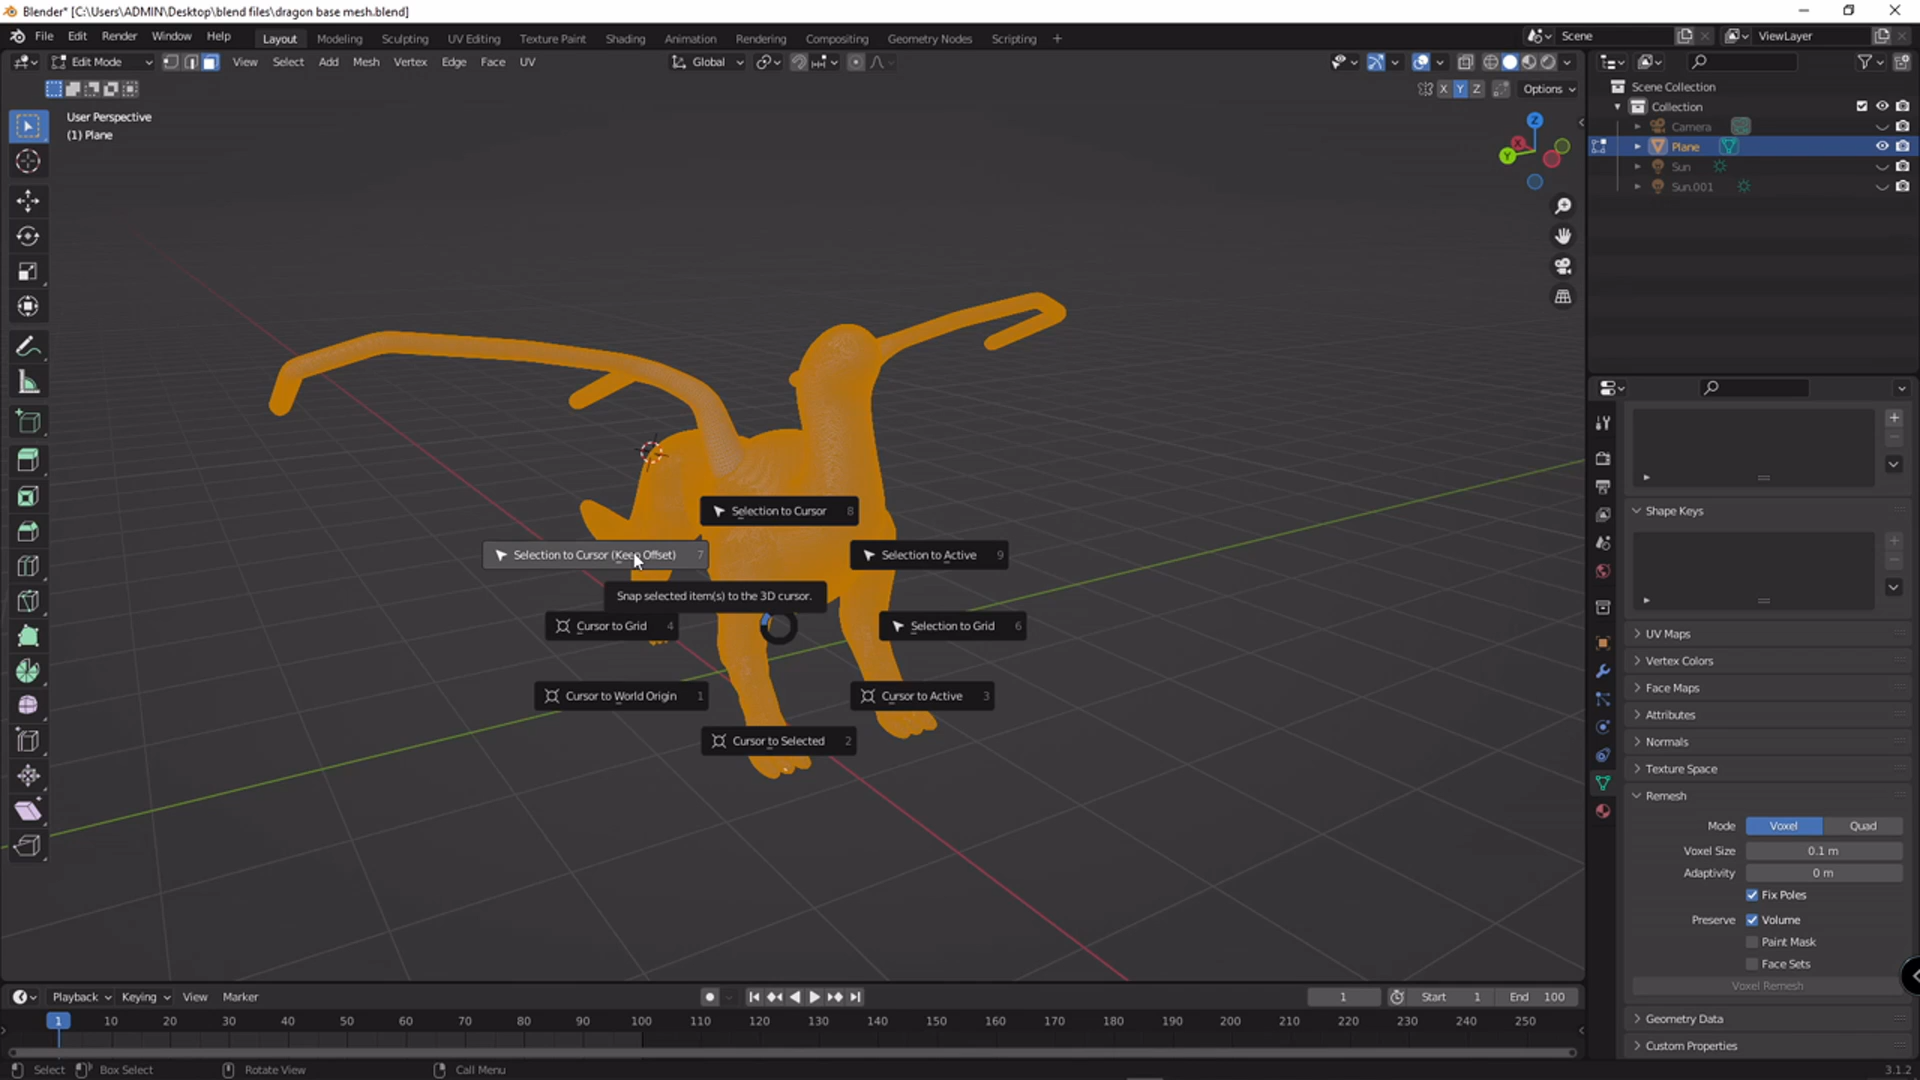 Blender* [C:\Users\ADMIN\Desktop\blend files\dragon base mesh.blend]
File Edit Render Window Help Layout Modeling Sculpting UV Editing Texture Paint Shading Animation Rendering Compositing Geometry Nodes Scripting + Scene ViewLayer
Edit Mode View Select Add Mesh Vertex Edge Face UV Global
X Y Z Options
User Perspective
(1) Plane
Z
X
Y
Scene Collection
Collection
Camera
Plane
Sun
Sun.001
Selection to Cursor 8
Selection to Cursor (Keep Offset) 7
Selection to Active 9
Snap selected item(s) to the 3D cursor.
Cursor to Grid 4
Selection to Grid 6
Cursor to World Origin 1
Cursor to Active 3
Cursor to Selected 2
Shape Keys
UV Maps
Vertex Colors
Face Maps
Attributes
Normals
Texture Space
Remesh
Mode Voxel Quad
Voxel Size 0.1 m
Adaptivity 0 m
Fix Poles
Preserve Volume
Paint Mask
Face Sets
Voxel Remesh
Geometry Data
Custom Properties
Playback Keying View Marker 1 Start 1 End 100
1 10 20 30 40 50 60 70 80 90 100 110 120 130 140 150 160 170 180 190 200 210 220 230 240 250
Select Box Select Rotate View Call Menu 3.1.2